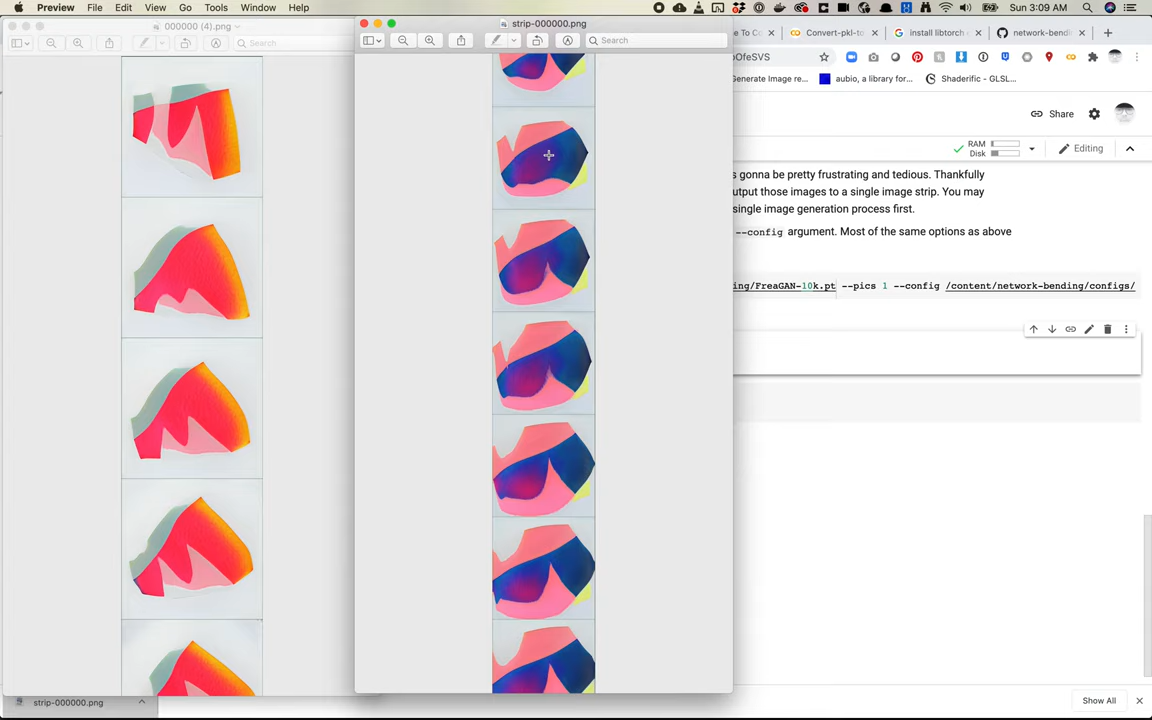 Preview File Edit View Go Tools Window Help
Sun 3:09 AM
000000 (4).png
Search
strip-000000.png
Search
e To Co
Convert-pkl-to
install libtorch c
network-bending
OfeSVS
Generate Image re...
aubio, a library for...
Shaderific - GLSL...
Share
RAM
Disk
Editing
s gonna be pretty frustrating and tedious. Thankfully
utput those images to a single image strip. You may
single image generation process first.
--config argument. Most of the same options as above
ing/FreaGAN-10k.pt --pics 1 --config /content/network-bending/configs/
strip-000000.png
Show All